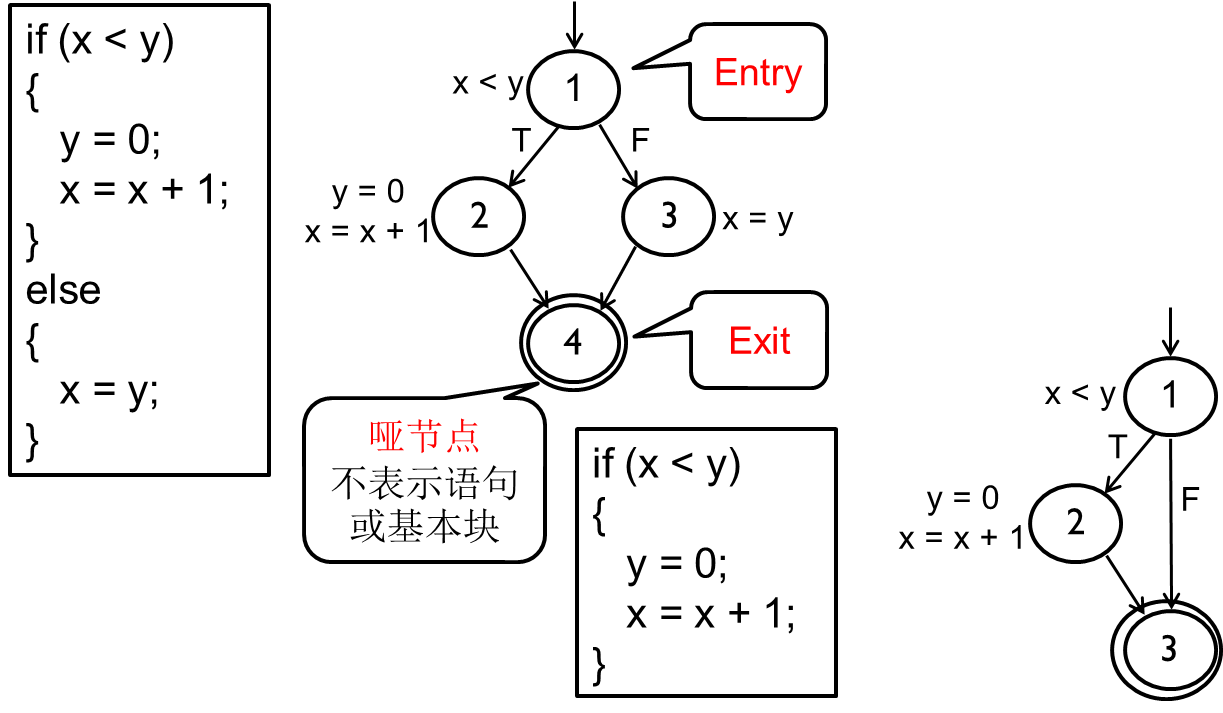 if (x < y)
{
y = 0;
x = x + 1;
}
else
{
x = y;
}
Entry
x < y
1
T
F
y = 0
x = x + 1
2
3
x = y
4
Exit
哑节点
不表示语句
或基本块
if (x < y)
{
y = 0;
x = x + 1;
}
x < y
1
T
F
y = 0
x = x + 1
2
3